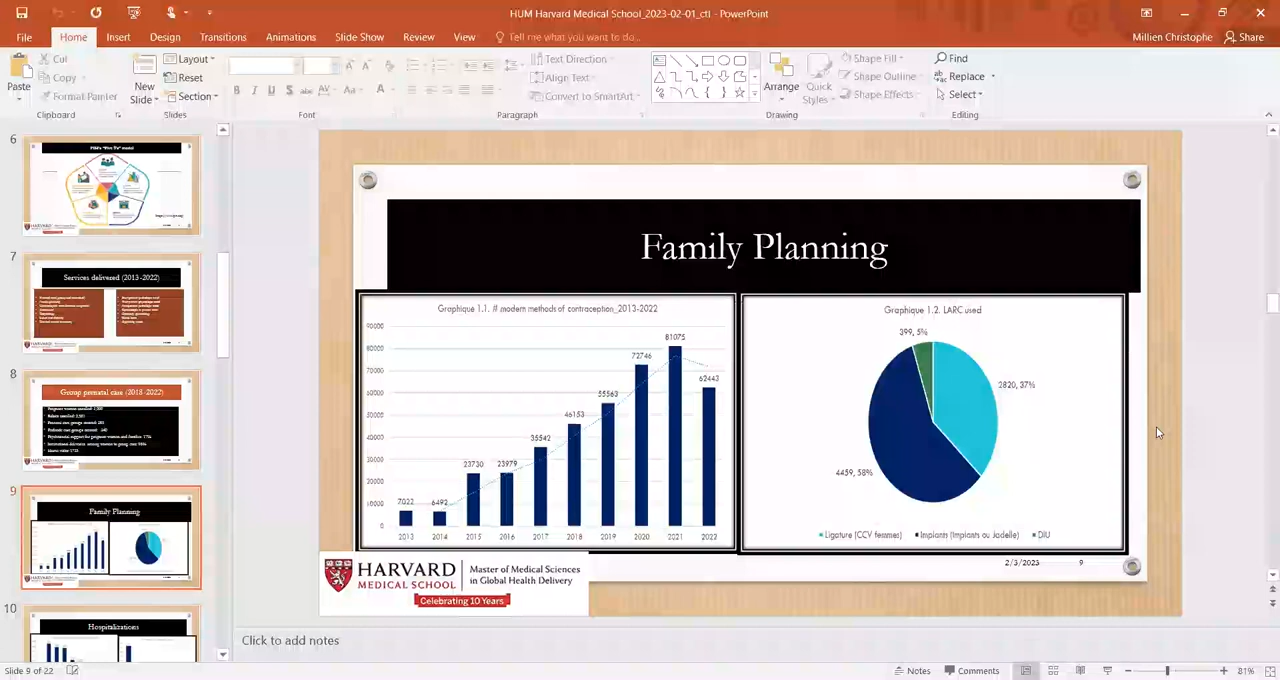 HUM Harvard Medical School_2023-02-01_ctl - PowerPoint
File Home Insert Design Transitions Animations Slide Show Review View Tell me what you want to do...
Millien Christophe Share
Paste
Cut
Copy
Format Painter
Clipboard
New Slide
Layout
Reset
Section
Slides
Font
Text Direction
Align Text
Convert to SmartArt
Paragraph
Arrange
Quick Styles
Shape Fill
Shape Outline
Shape Effects
Drawing
Find
Replace
Select
Editing
6
7
Services delivered (2013-2022)
8
Group prenatal care (2018-2022)
9
Family Planning
10
Hospitalizations
Family Planning
Graphique 1.1. # modern methods of contraception_2013-2022
90000
80000
70000
60000
50000
40000
30000
20000
10000
0
7022
6492
23730
23979
35542
46153
55563
72746
81075
62443
2013 2014 2015 2016 2017 2018 2019 2020 2021 2022
Graphique 1.2. LARC used
399, 5%
2820, 37%
4459, 58%
Ligature (CCV femmes) Implants (Implants ou Jadelle) DIU
HARVARD
MEDICAL SCHOOL
Master of Medical Sciences
in Global Health Delivery
Celebrating 10 Years
2/3/2023 9
Click to add notes
Slide 9 of 22
Notes Comments
81%